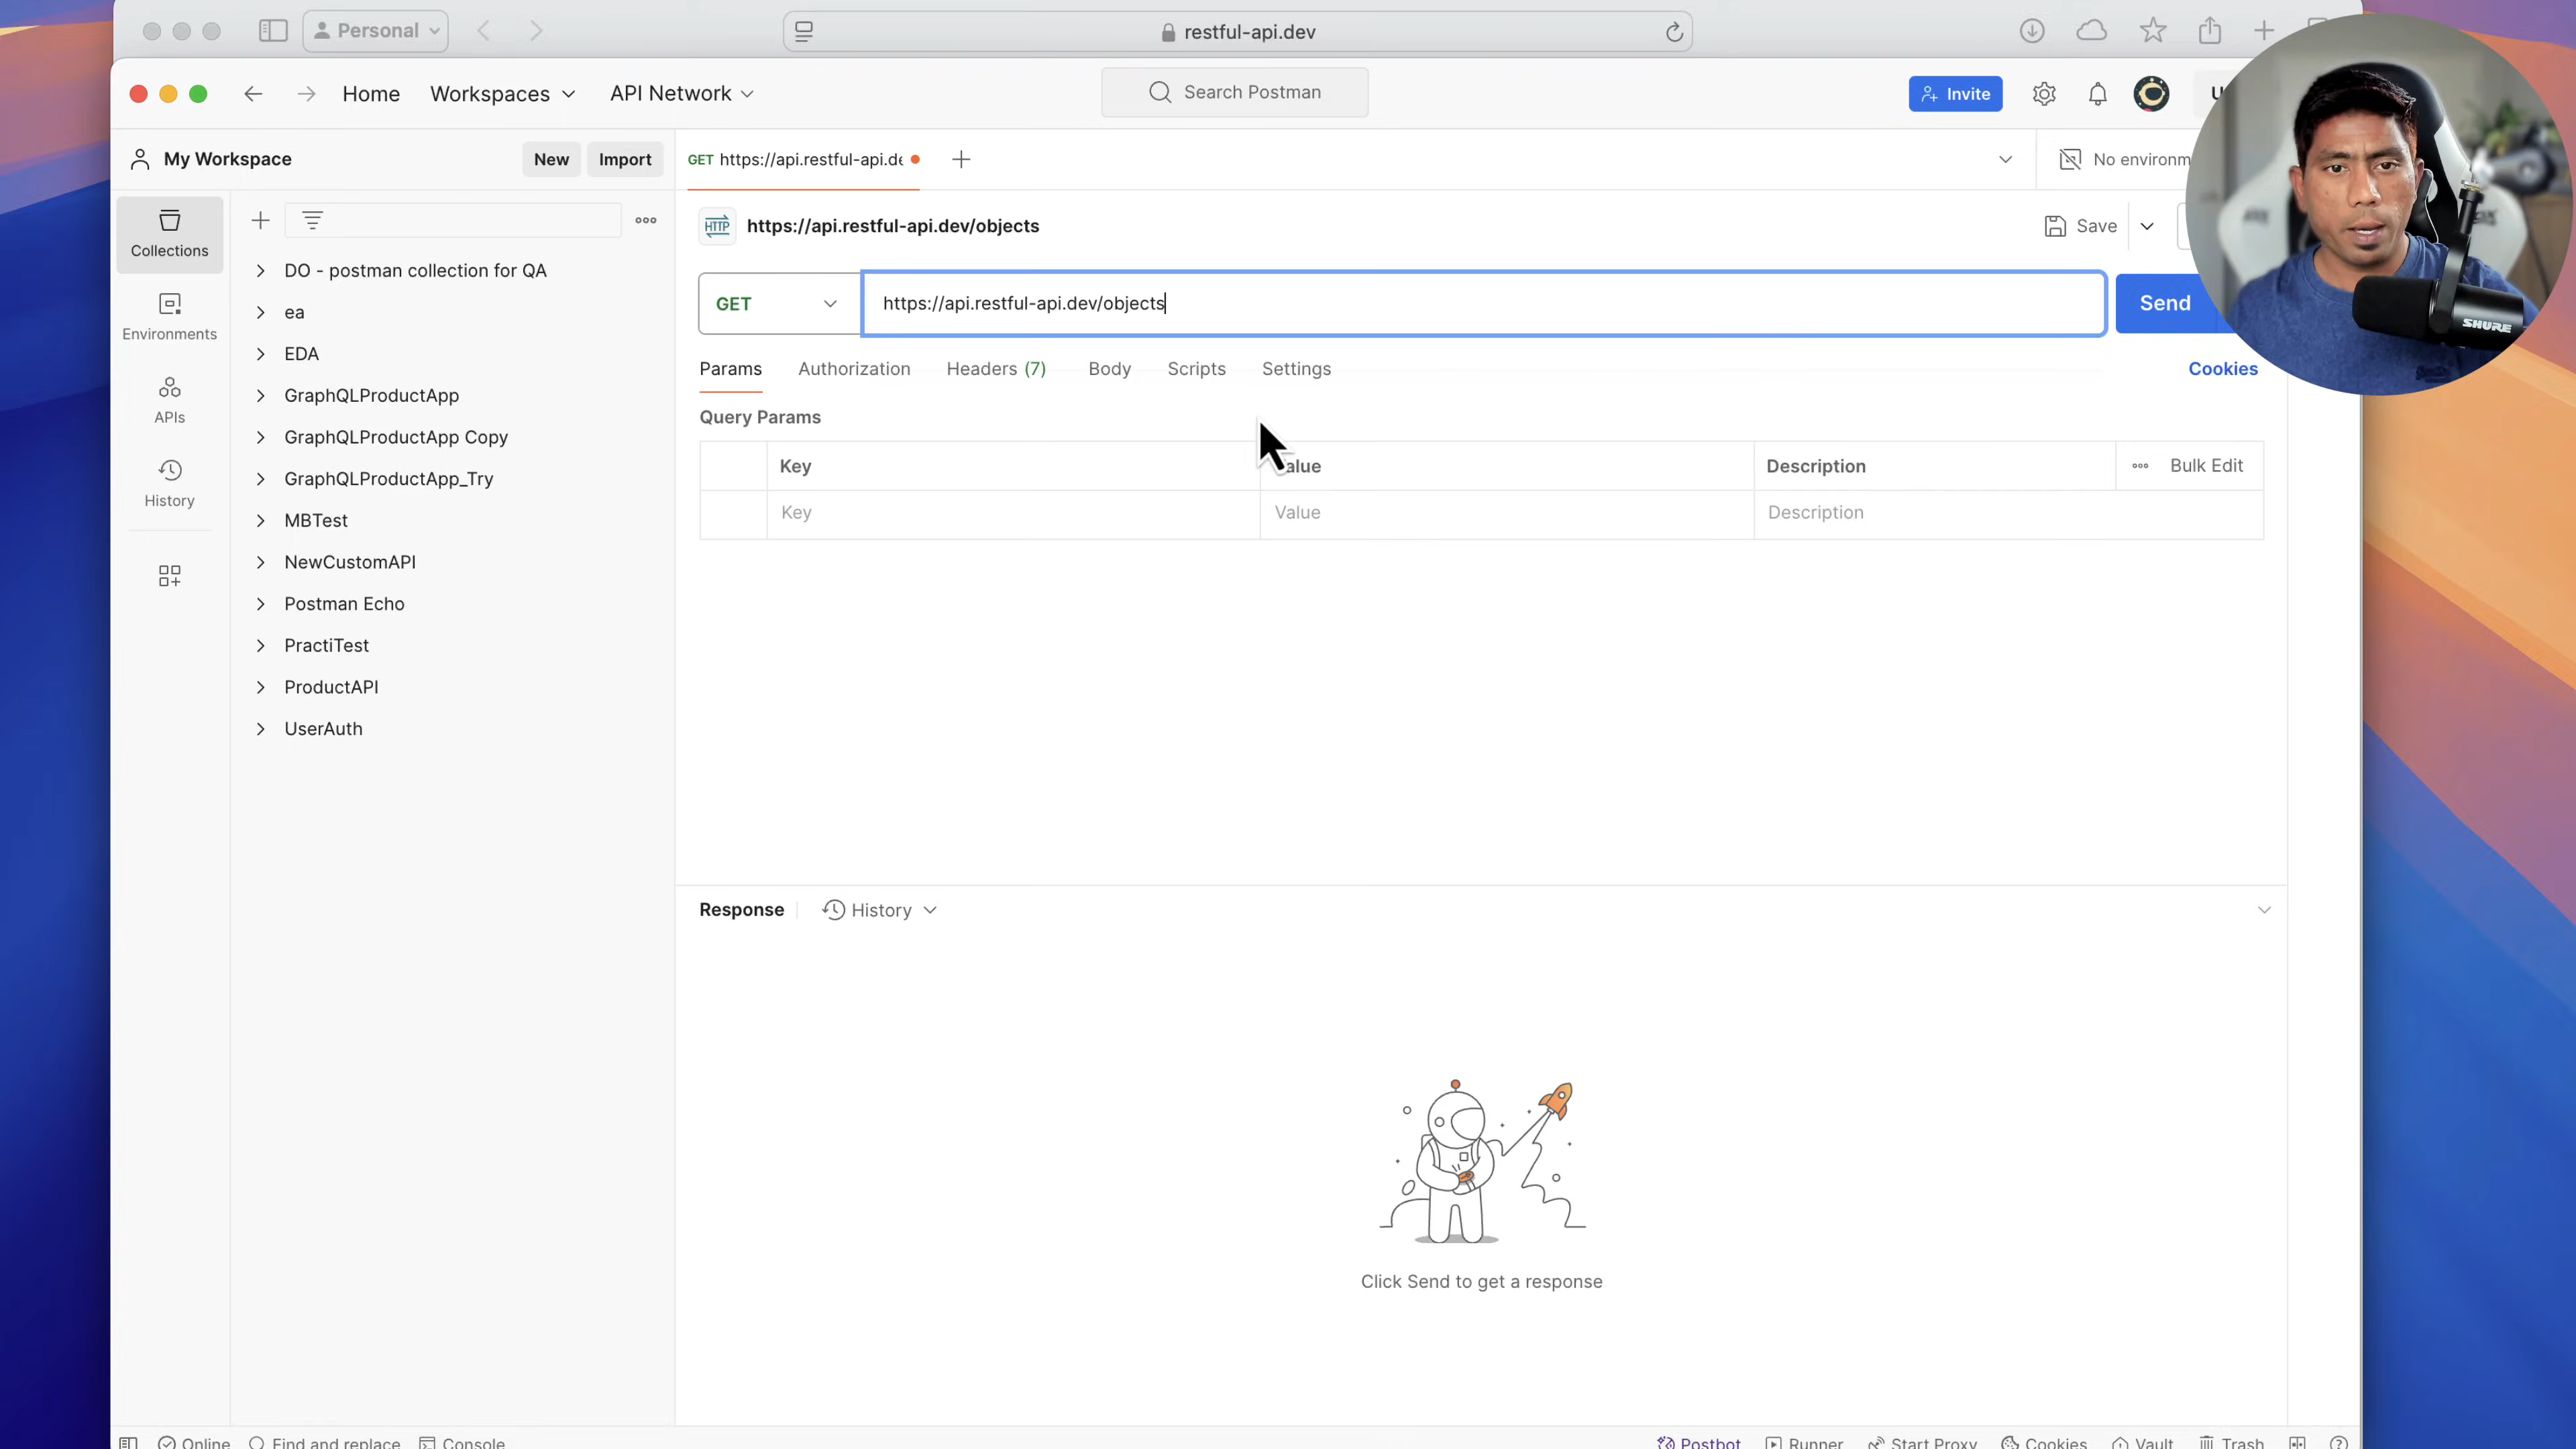 Personal
restful-api.dev
Home
Workspaces
API Network
Search Postman
Invite
My Workspace
New
Import
GET https://api.restful-api.de
No environm
Collections
Environments
APIs
History
DO - postman collection for QA
ea
EDA
GraphQLProductApp
GraphQLProductApp Copy
GraphQLProductApp_Try
MBTest
NewCustomAPI
Postman Echo
PractiTest
ProductAPI
UserAuth
HTTP https://api.restful-api.dev/objects
Save
GET
https://api.restful-api.dev/objects
Send
Params
Authorization
Headers (7)
Body
Scripts
Settings
Cookies
Query Params
Key
alue
Description
Bulk Edit
Key
Value
Description
Response
History
Click Send to get a response
Online
Find and replace
Console
Postbot
Runner
Start Proxy
Cookies
Vault
Trash
SHURE